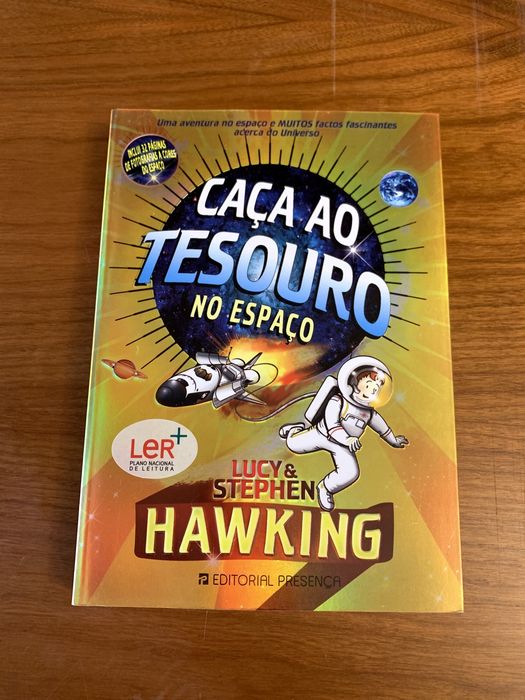 Uma aventura no espaço e MUITOS factos fascinantes
acerca do Universo
INCLUI 32 PÁGINAS
DE FOTOGRAFIAS A CORES
DO ESPAÇO
CAÇA AO
TESOURO
NO ESPAÇO
LER+
PLANO NACIONAL
DE LEITURA
LUCY &
STEPHEN
HAWKING
EDITORIAL PRESENÇA